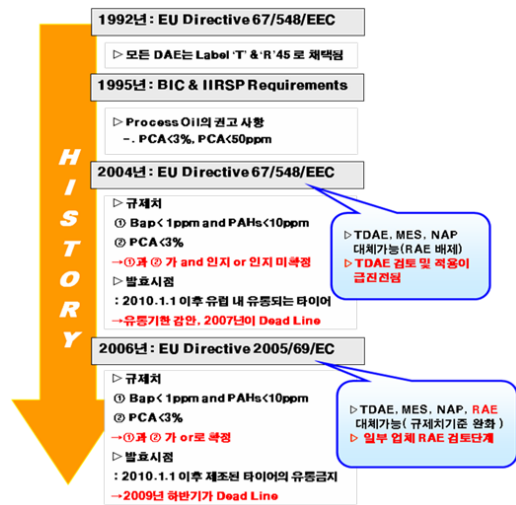 HISTORY
1992년 : EU Directive 67/548/EEC
▷ 모든 DAE는 Label 'T' & 'R'45 로 채택됨
1995년 : BIC & IIRSP Requirements
▷ Process Oil의 권고 사항
-. PCA<3%, PCA<50ppm
2004년 : EU Directive 67/548/EEC
▷ 규제치
① Bap< 1ppm and PAHs<10ppm
② PCA<3%
→①과 ② 가 and 인지 or 인지 미확정
▷ 발효시점
: 2010.1.1 이후 유럽 내 유통되는 타이어
→유통기한 감안, 2007년이 Dead Line
▷TDAE, MES, NAP
대체가능(RAE 배제)
▷ TDAE 검토 및 적용이
급진전됨
2006년 : EU Directive 2005/69/EC
▷ 규제치
① Bap< 1ppm and PAHs<10ppm
② PCA<3%
→①과 ② 가 or로 확정
▷ 발효시점
: 2010.1.1 이후 제조된 타이어의 유통금지
→2009년 하반기가 Dead Line
▷TDAE, MES, NAP, RAE
대체가능( 규제치기준 완화 )
▷ 일부 업체 RAE 검토단계